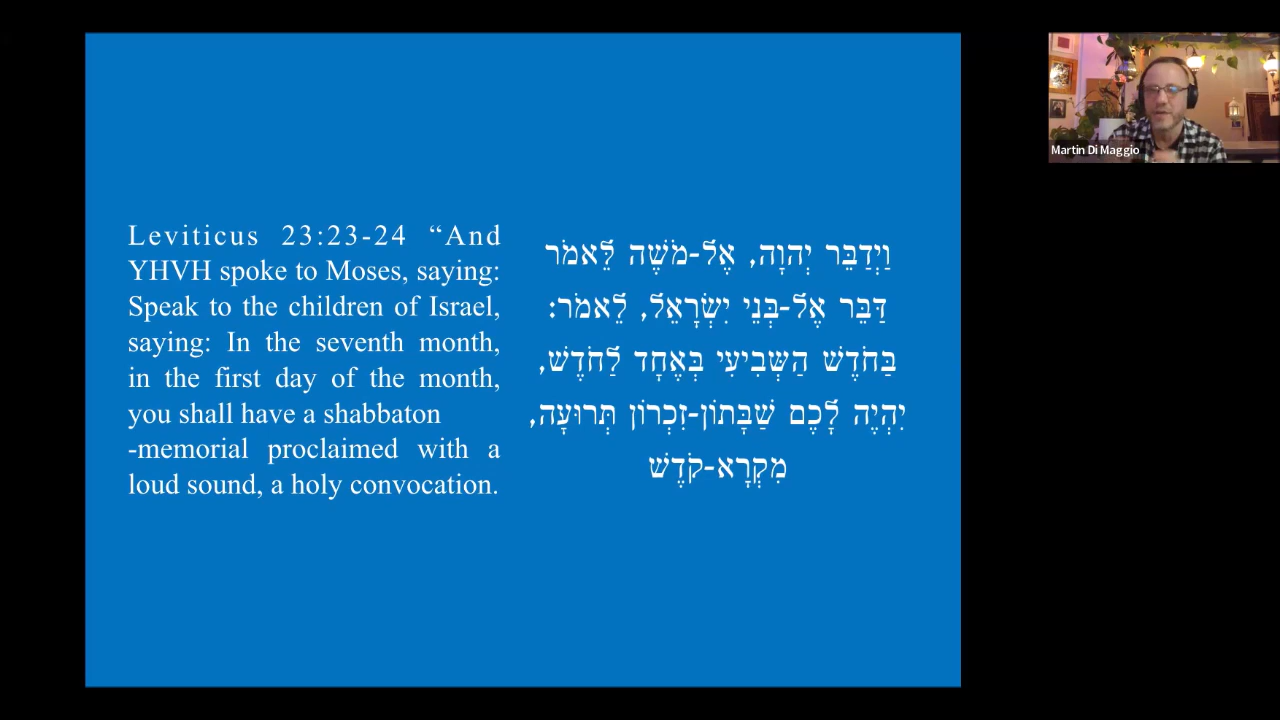 Leviticus 23:23-24 “And
YHVH spoke to Moses, saying:
Speak to the children of Israel,
saying: In the seventh month,
in the first day of the month,
you shall have a shabbaton
-memorial proclaimed with a
loud sound, a holy convocation.
וַיְדַבֵּר יְהוָה, אֶל-מֹשֶׁה לֵּאמֹר
דַּבֵּר אֶל-בְּנֵי יִשְׂרָאֵל, לֵאמֹר:
בַּחֹדֶשׁ הַשְּׁבִיעִי בְּאֶחָד לַחֹדֶשׁ,
יִהְיֶה לָכֶם שַׁבָּתוֹן-זִכְרוֹן תְּרוּעָה,
מִקְרָא-קֹדֶשׁ
Martin Di Maggio